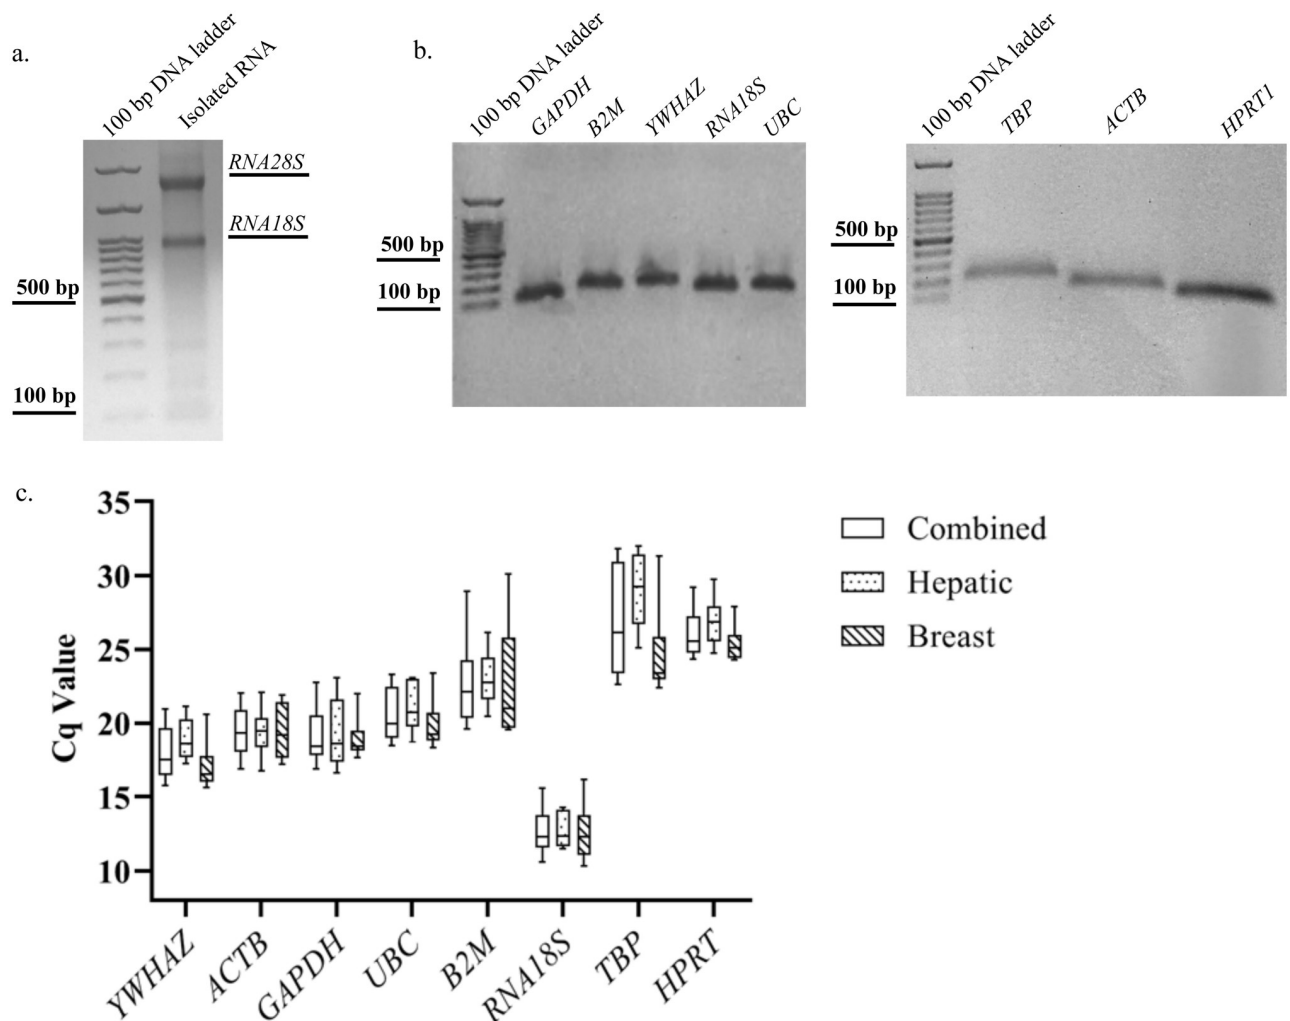 a.
100 bp DNA ladder
Isolated RNA
RNA28S
RNA18S
500 bp
100 bp
b.
100 bp DNA ladder
GAPDH
B2M
YWHAZ
RNA18S
UBC
500 bp
100 bp
100 bp DNA ladder
TBP
ACTB
HPRT1
500 bp
100 bp
c.
Cq Value
35
30
25
20
15
10
YWHAZ
ACTB
GAPDH
UBC
B2M
RNA18S
TBP
HPRT
Combined
Hepatic
Breast